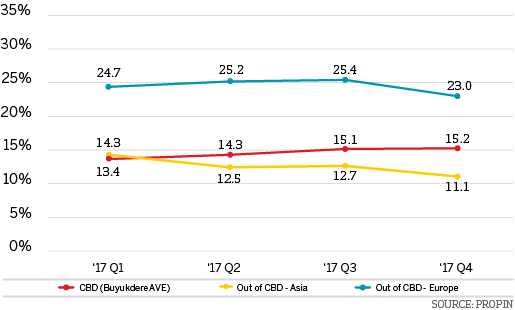 35%
30%
25%
20%
15%
10%
5%
0%
24.7 25.2 25.4 23.0
14.3 14.3 15.1 15.2
13.4 12.5 12.7 11.1
'17 Q1 '17 Q2 '17 Q3 '17 Q4
CBD (Buyukdere AVE) Out of CBD - Asia Out of CBD - Europe
SOURCE: PROPIN